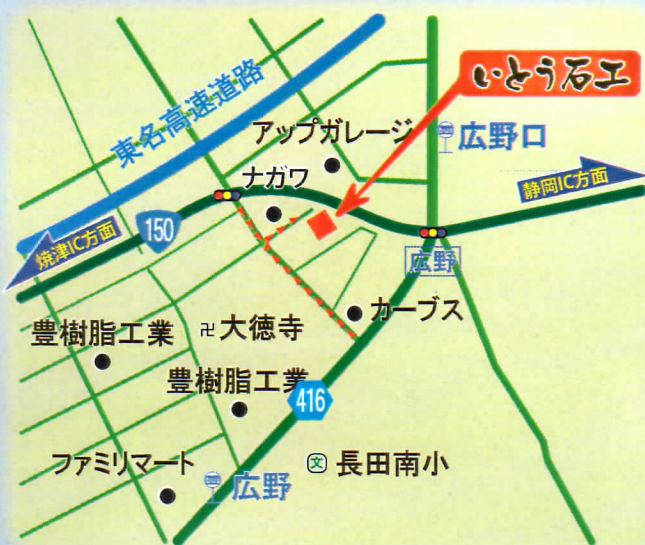 いとう石工
東名高速道路
アップガレージ
広野口
ナガワ
静岡IC方面
150
焼津IC方面
広野
カーブス
豊樹脂工業
卍大徳寺
豊樹脂工業
416
ファミリマート
広野
文
長田南小